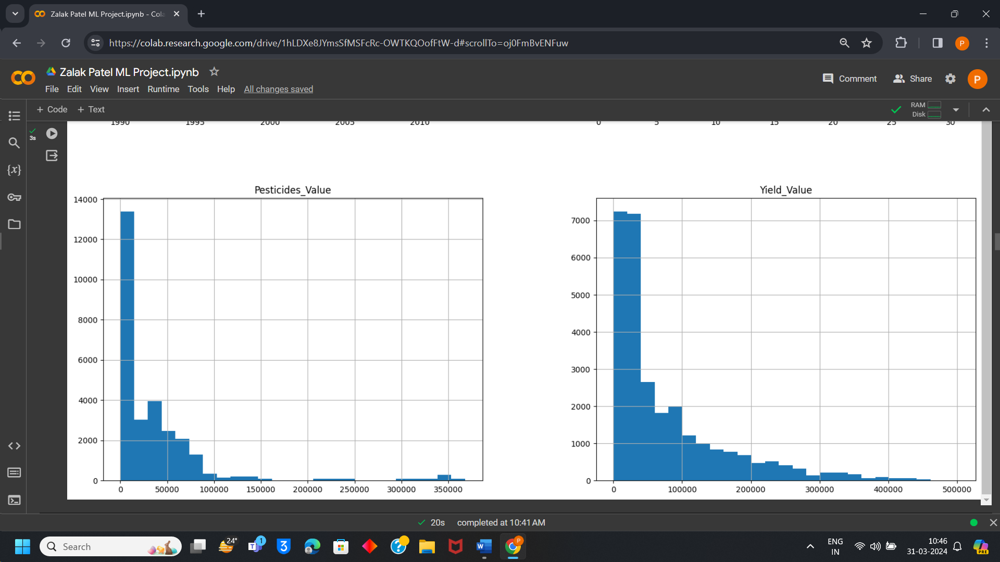 Zalak Patel ML Project.ipynb - Cola
https://colab.research.google.com/drive/1hLDXe8JYmsSfMSFcRc-OWTKQOofFtW-d#scrollTo=oj0FmBvENFuw
P
Zalak Patel ML Project.ipynb
Comment
Share
P
File Edit View Insert Runtime Tools Help All changes saved
+ Code + Text
RAM
Disk
1990 1995 2000 2005 2010
0 5 10 15 20 25 30
3s
{x}
Pesticides_Value
14000
12000
10000
8000
6000
4000
2000
0
0 50000 100000 150000 200000 250000 300000 350000
Yield_Value
7000
6000
5000
4000
3000
2000
1000
0
0 100000 200000 300000 400000 500000
20s completed at 10:41 AM
Search
24°
1
T
3
?
W
P
ENG
IN
10:46
31-03-2024
PRE